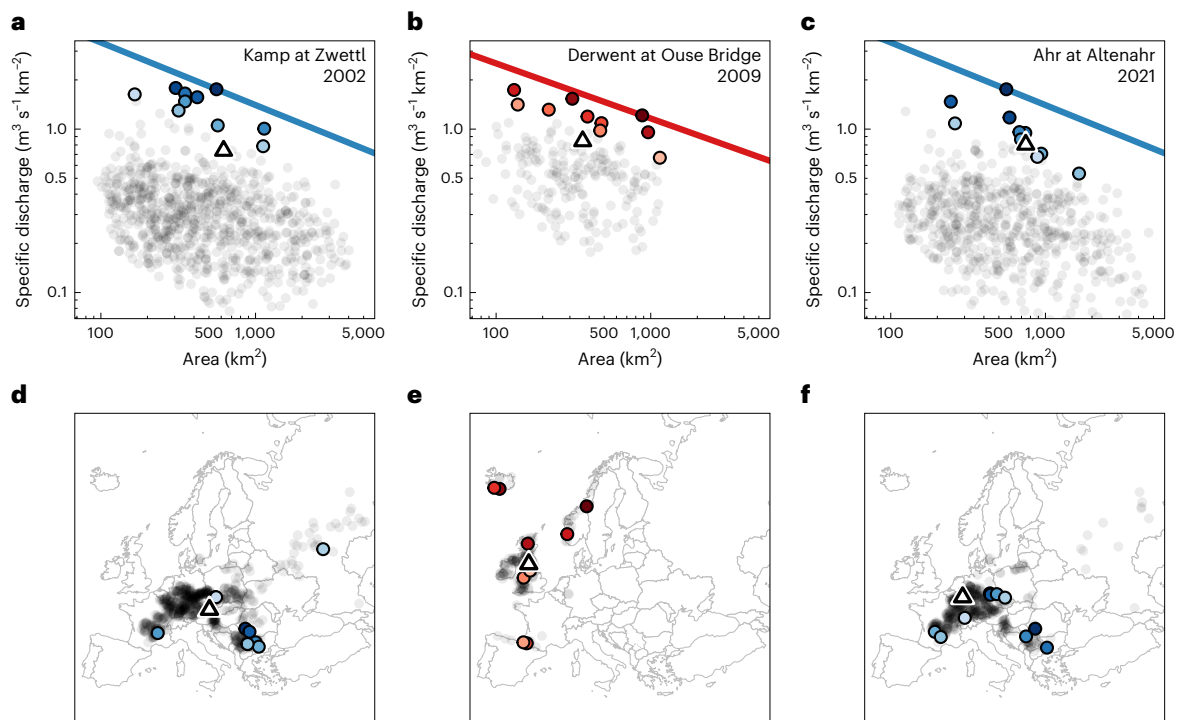 a
Kamp at Zwettl
2002
Specific discharge (m³ s⁻¹ km⁻²)
1.0
0.5
0.1
100
500
1,000
5,000
Area (km²)
b
Derwent at Ouse Bridge
2009
Specific discharge (m³ s⁻¹ km⁻²)
1.0
0.5
0.1
100
500
1,000
5,000
Area (km²)
c
Ahr at Altenahr
2021
Specific discharge (m³ s⁻¹ km⁻²)
1.0
0.5
0.1
100
500
1,000
5,000
Area (km²)
d
e
f